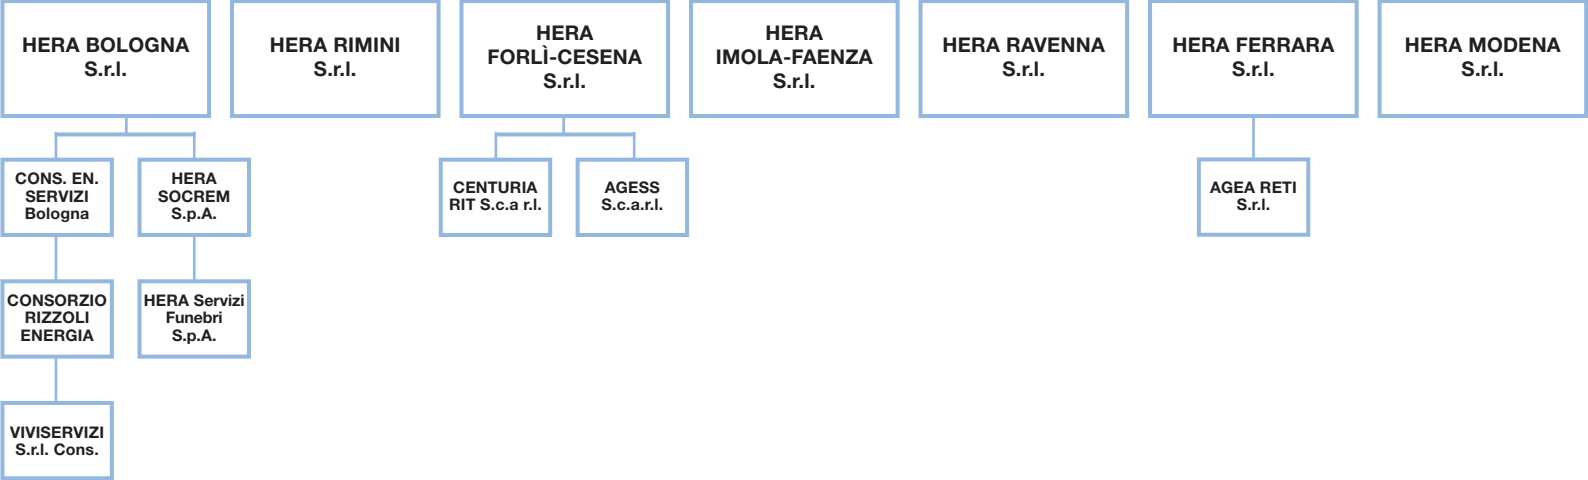 HERA BOLOGNA
S.r.l.
HERA RIMINI
S.r.l.
HERA
FORLÌ-CESENA
S.r.l.
HERA
IMOLA-FAENZA
S.r.l.
HERA RAVENNA
S.r.l.
HERA FERRARA
S.r.l.
HERA MODENA
S.r.l.
CONS. EN.
SERVIZI
Bologna
HERA
SOCREM
S.p.A.
CENTURIA
RIT S.c.a r.l.
AGESS
S.c.a.r.l.
AGEA RETI
S.r.l.
CONSORZIO
RIZZOLI
ENERGIA
HERA Servizi
Funebri
S.p.A.
VIVISERVIZI
S.r.l. Cons.